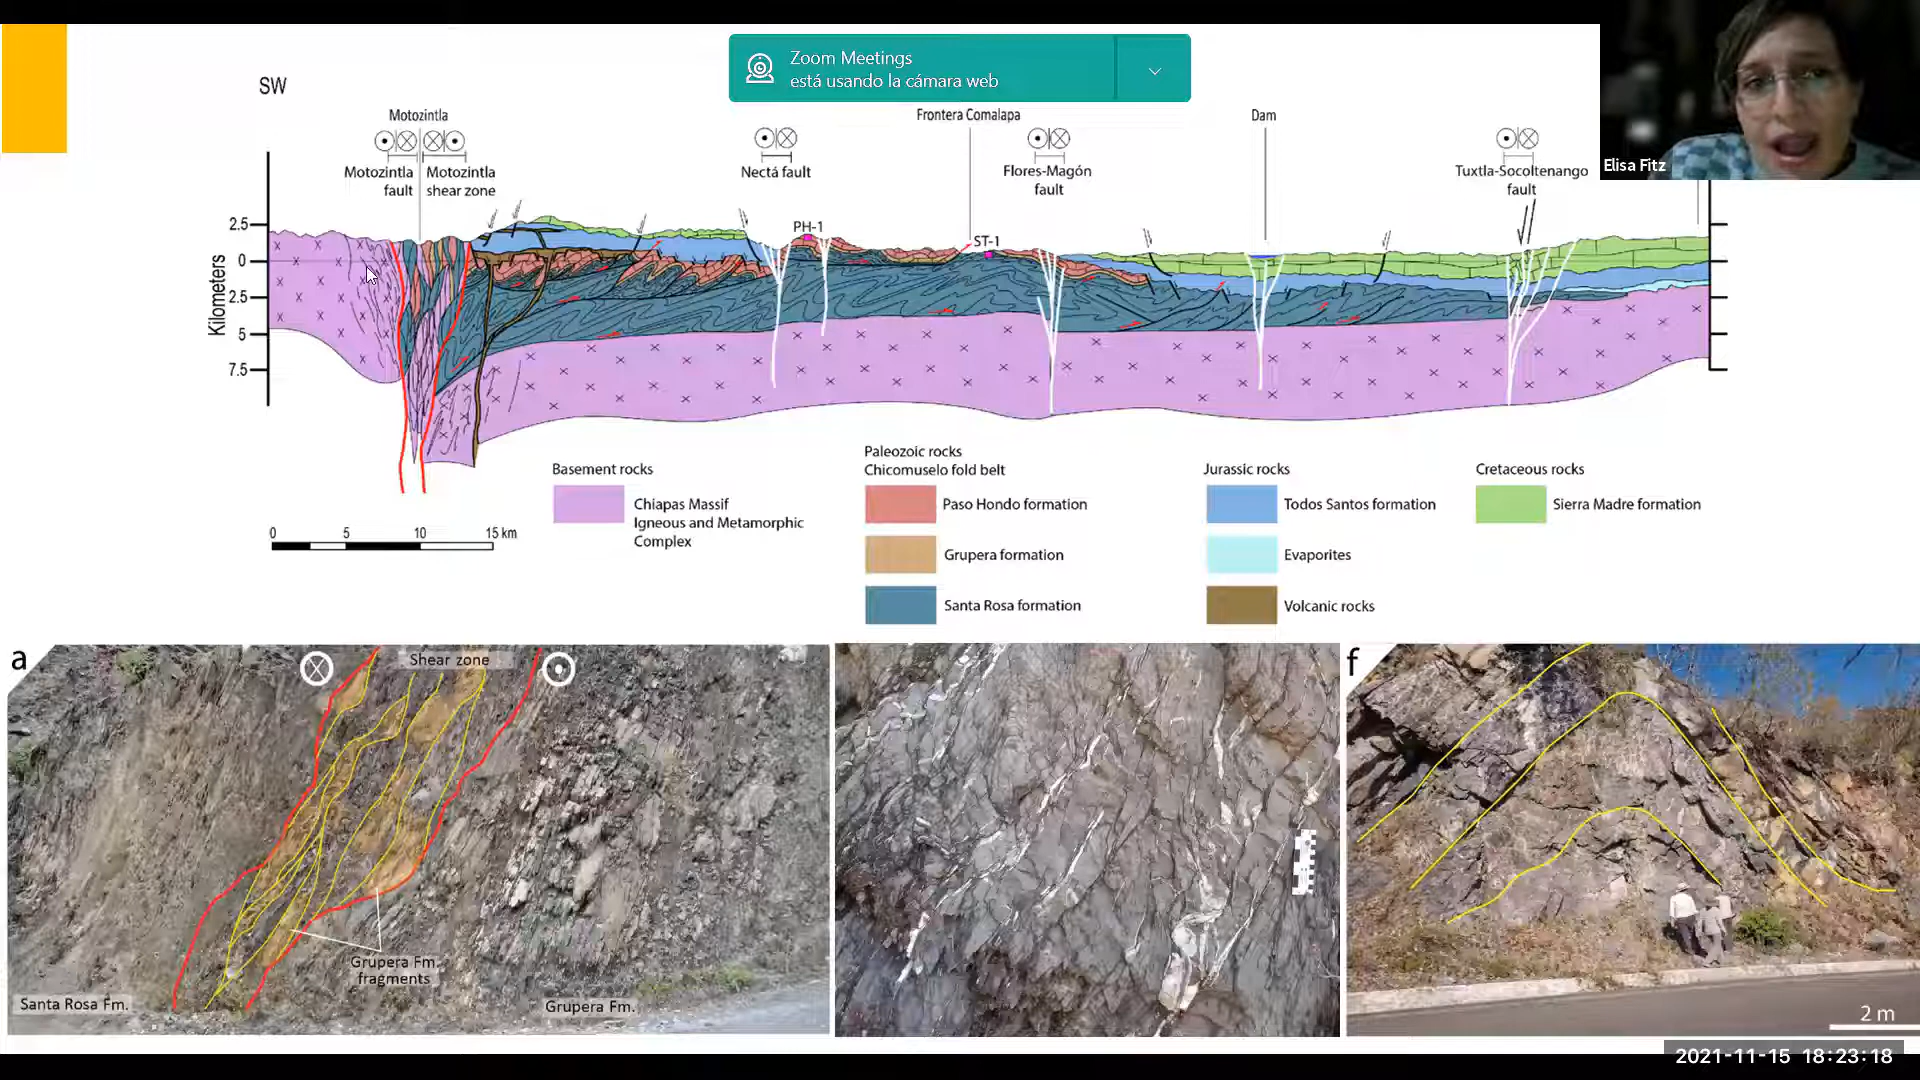 Zoom Meetings
está usando la cámara web
Elisa Fitz
SW
Motozintla
Frontera Comalapa
Dam
Motozintla
fault
Motozintla
shear zone
Nectá fault
Flores-Magón
fault
Tuxtla-Socoltenango
fault
Kilometers
2.5
0
2.5
5
7.5
PH-1
ST-1
0 5 10 15 km
Basement rocks
Chiapas Massif
Igneous and Metamorphic
Complex
Paleozoic rocks
Chicomuselo fold belt
Paso Hondo formation
Grupera formation
Santa Rosa formation
Jurassic rocks
Todos Santos formation
Evaporites
Volcanic rocks
Cretaceous rocks
Sierra Madre formation
a
Shear zone
Grupera Fm.
fragments
Santa Rosa Fm.
Grupera Fm.
f
2 m
2021-11-15 18:23:18